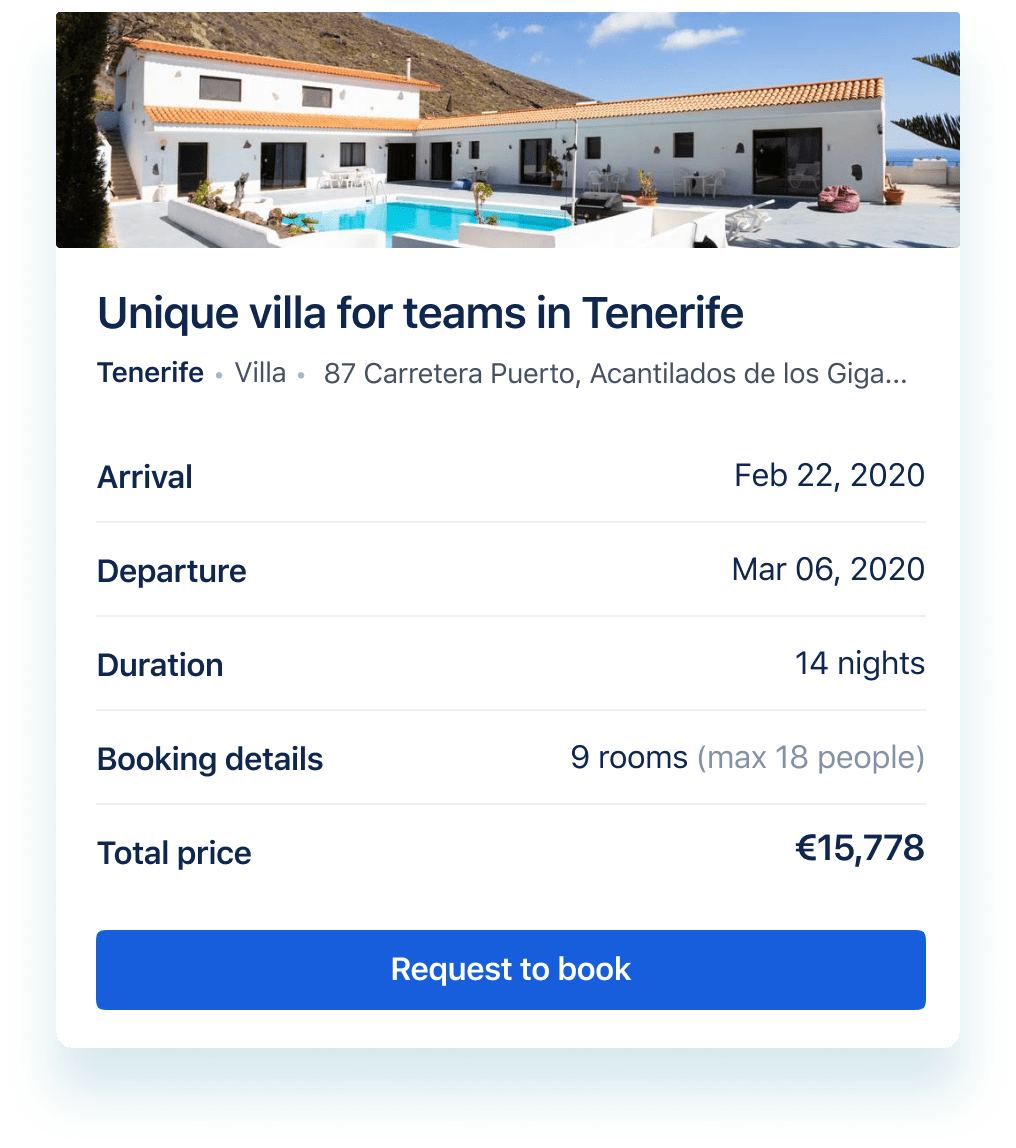 Unique villa for teams in Tenerife
Tenerife • Villa • 87 Carretera Puerto, Acantilados de los Giga...
Arrival Feb 22, 2020
Departure Mar 06, 2020
Duration 14 nights
Booking details 9 rooms (max 18 people)
Total price €15,778
Request to book